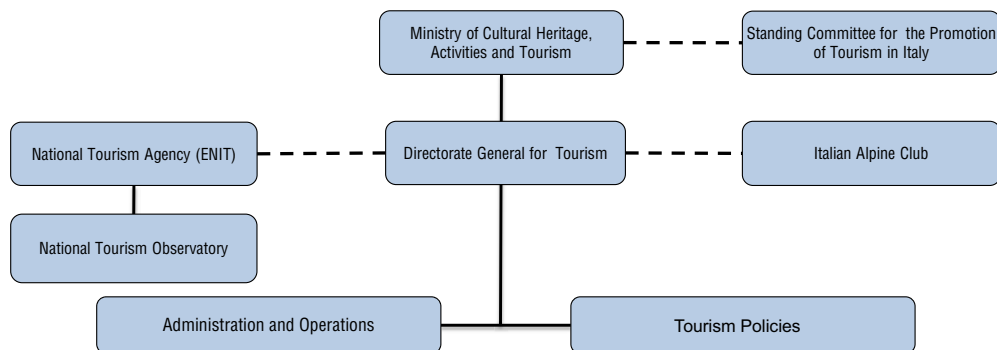 Ministry of Cultural Heritage,
Activities and Tourism
Standing Committee for the Promotion
of Tourism in Italy
National Tourism Agency (ENIT)
Directorate General for Tourism
Italian Alpine Club
National Tourism Observatory
Administration and Operations
Tourism Policies